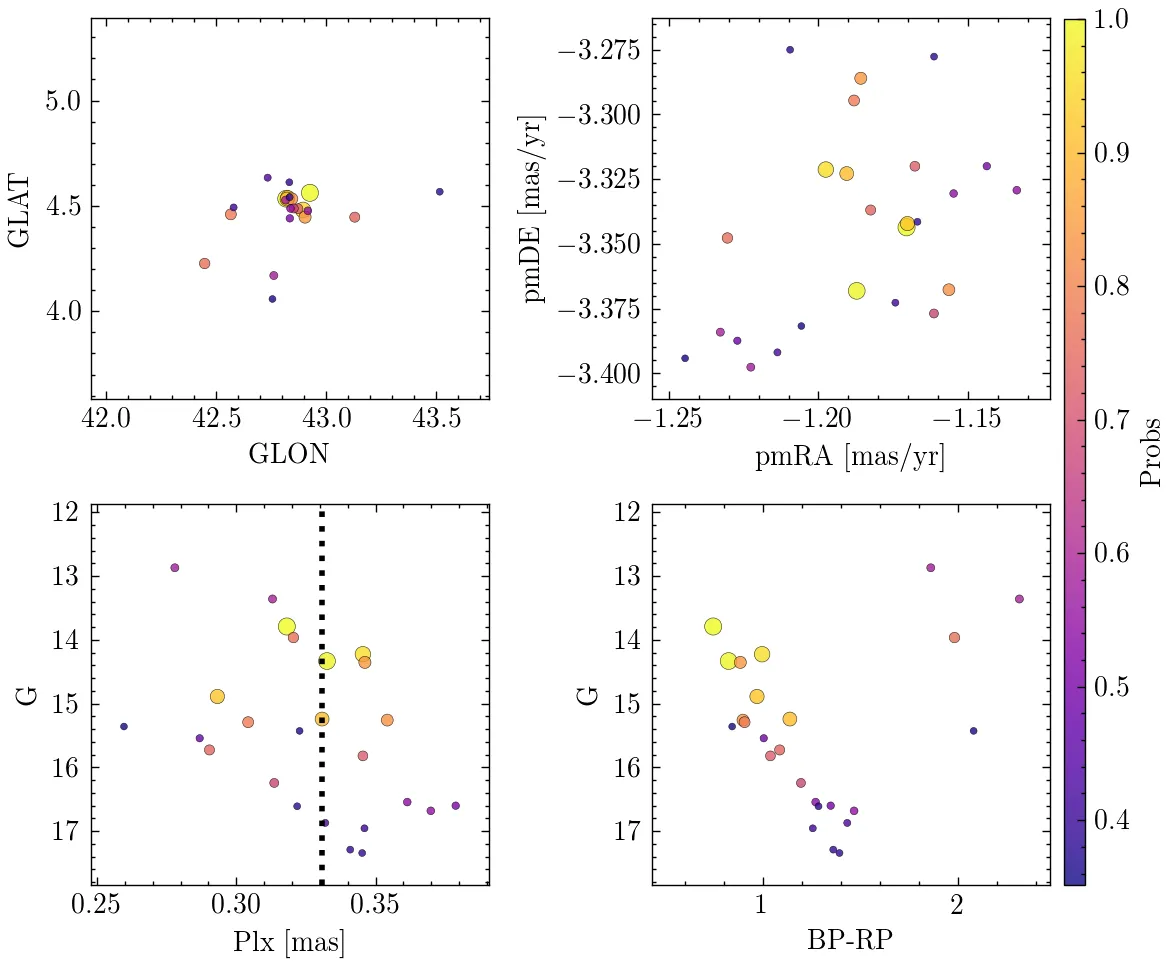 5.0
4.5
4.0
GLAT
42.0 42.5 43.0 43.5
GLON
−3.275
−3.300
−3.325
−3.350
−3.375
−3.400
pmDE [mas/yr]
−1.25 −1.20 −1.15
pmRA [mas/yr]
12
13
14
15
16
17
G
0.25 0.30 0.35
Plx [mas]
12
13
14
15
16
17
G
1 2
BP-RP
1.0
0.9
0.8
0.7
0.6
0.5
0.4
Probs